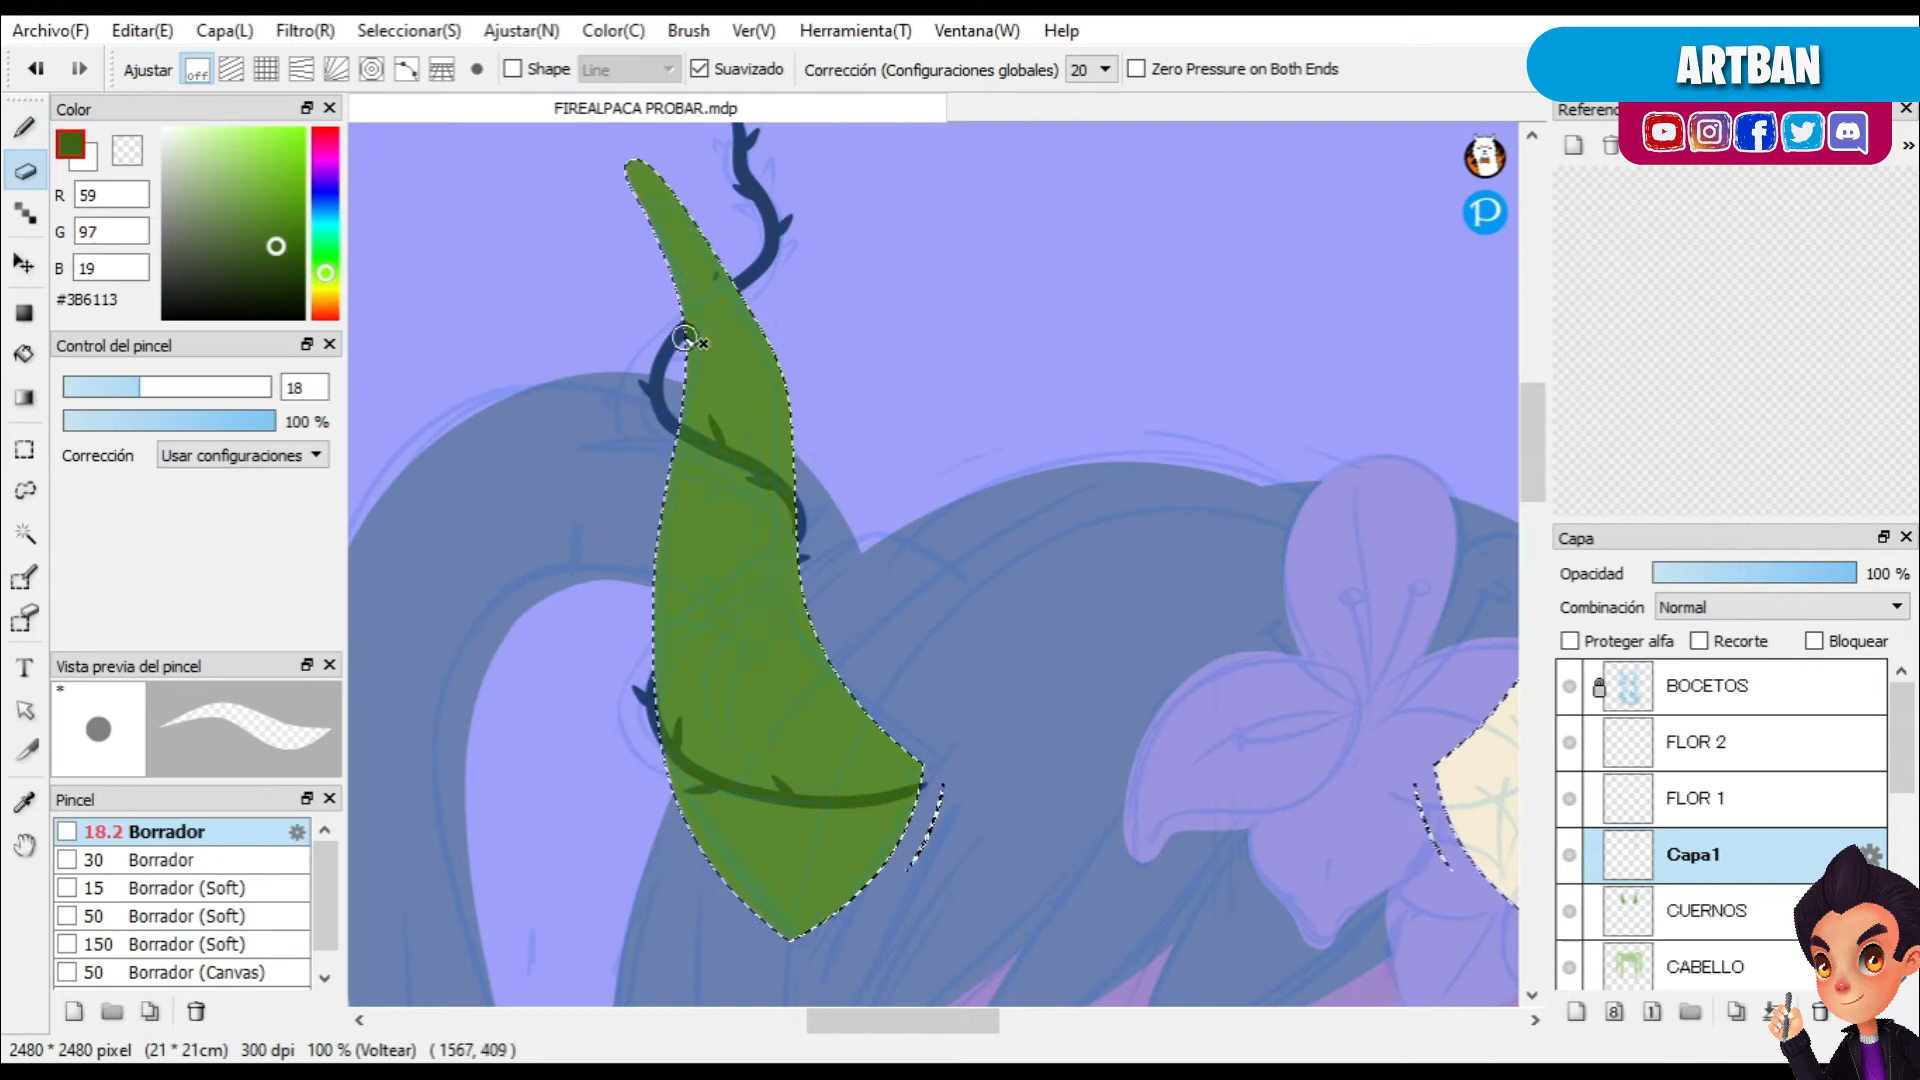 Archivo(F) Editar(E) Capa(L) Filtro(R) Seleccionar(S) Ajustar(N) Color(C) Brush Ver(V) Herramienta(T) Ventana(W) Help
ARTBAN
Ajustar off Shape Line Suavizado Corrección (Configuraciones globales) 20 Zero Pressure on Both Ends
Color
FIREALPACA PROBAR.mdp
R 59
G 97
B 19
#3B6113
Control del pincel
18
100 %
Corrección Usar configuraciones
Vista previa del pincel
*
Pincel
18.2 Borrador
30 Borrador
15 Borrador (Soft)
50 Borrador (Soft)
150 Borrador (Soft)
50 Borrador (Canvas)
P
Capa
Opacidad 100 %
Combinación Normal
Proteger alfa Recorte Bloquear
BOCETOS
FLOR 2
FLOR 1
Capa1
CUERNOS
CABELLO
8 1
2480 * 2480 pixel (21 * 21cm) 300 dpi 100 % (Voltear) ( 1567, 409 )